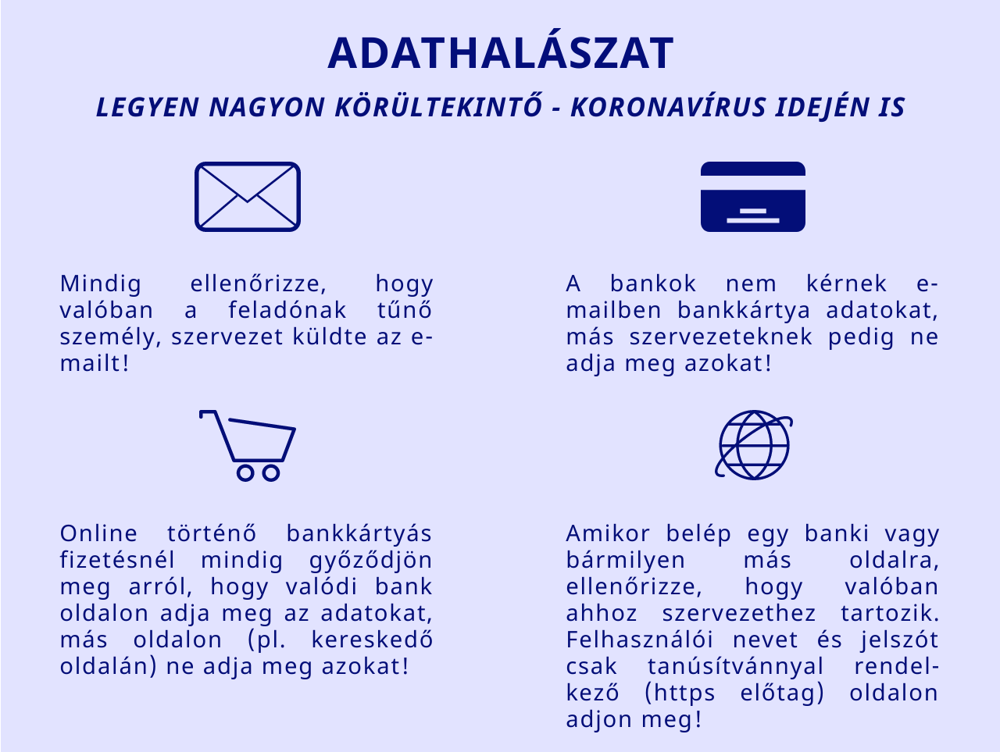 ADATHALÁSZAT
LEGYEN NAGYON KÖRÜLTEKINTŐ - KORONAVÍRUS IDEJÉN IS
Mindig ellenőrizze, hogy
valóban a feladónak tűnő
személy, szervezet küldte az e-
mailt!
A bankok nem kérnek e-
mailben bankkártya adatokat,
más szervezeteknek pedig ne
adja meg azokat!
Online történő bankkártyás
fizetésnél mindig győződjön
meg arról, hogy valódi bank
oldalon adja meg az adatokat,
más oldalon (pl. kereskedő
oldalán) ne adja meg azokat!
Amikor belép egy banki vagy
bármilyen más oldalra,
ellenőrizze, hogy valóban
ahhoz szervezethez tartozik.
Felhasználói nevet és jelszót
csak tanúsítvánnyal rendel-
kező (https előtag) oldalon
adjon meg!